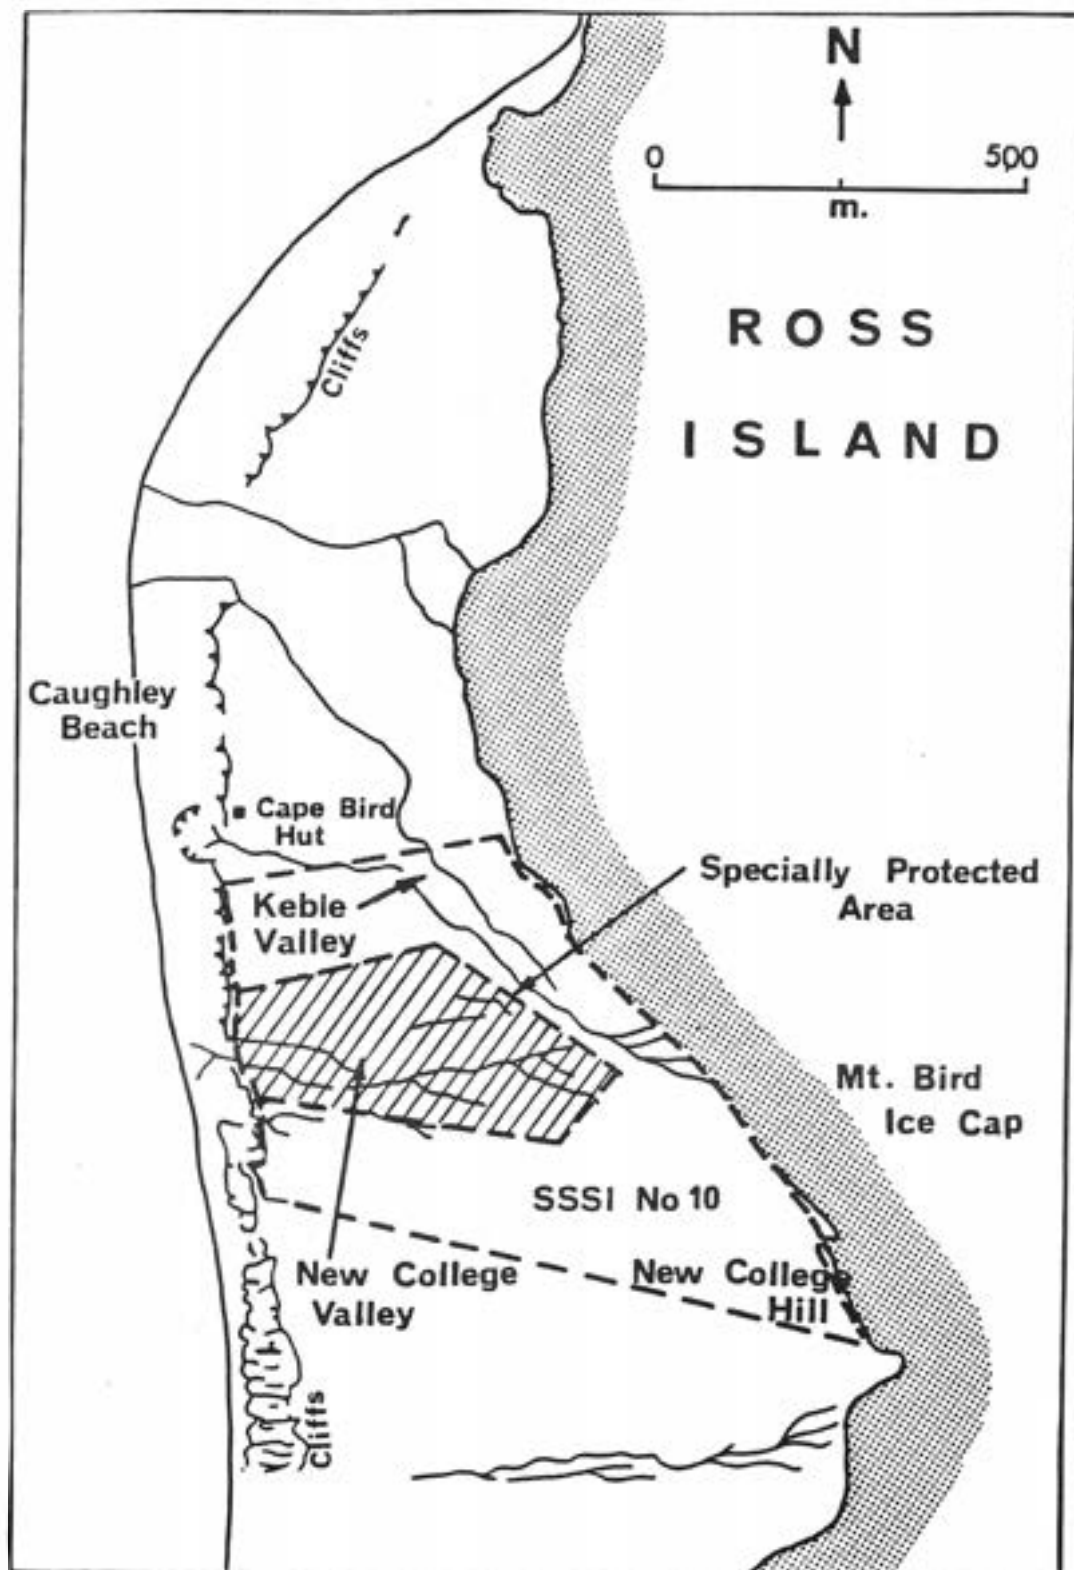 N
0 500
m.
ROSS
ISLAND
Cliffs
Caughley
Beach
Cape Bird
Hut
Specially Protected
Area
Keble
Valley
Mt. Bird
Ice Cap
SSSI No 10
New College
Valley
New College
Hill
Cliffs